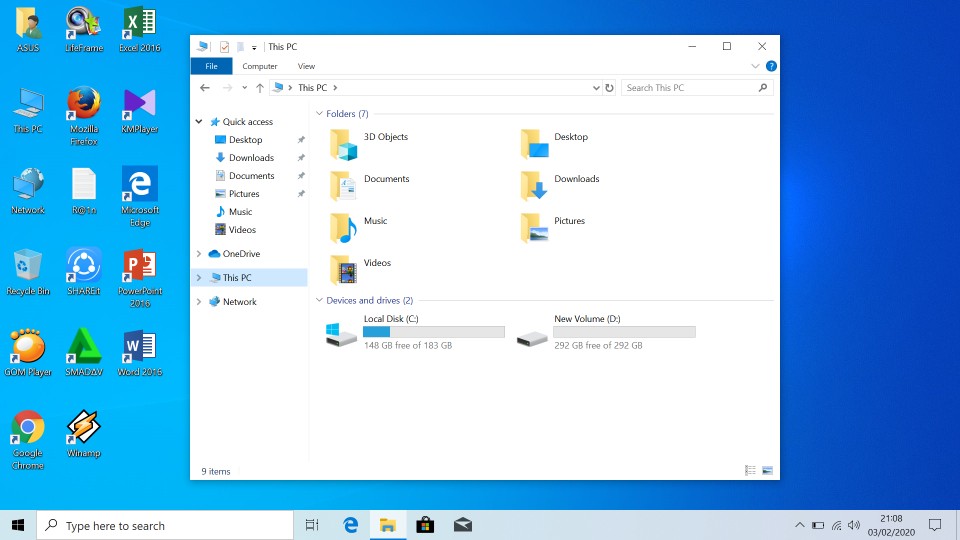 ASUS
LifeFrame
Excel 2016
This PC
Mozilla
Firefox
KMPlayer
Network
R@1n
Microsoft
Edge
Recycle Bin
SHAREit
PowerPoint
2016
GOM Player
SMADΔV
Word 2016
Google
Chrome
Winamp
This PC
File
Computer
View
This PC
Search This PC
Quick access
Desktop
Downloads
Documents
Pictures
Music
Videos
OneDrive
This PC
Network
Folders (7)
3D Objects
Desktop
Documents
Downloads
Music
Pictures
Videos
Devices and drives (2)
Local Disk (C:)
148 GB free of 183 GB
New Volume (D:)
292 GB free of 292 GB
9 items
Type here to search
21:08
03/02/2020